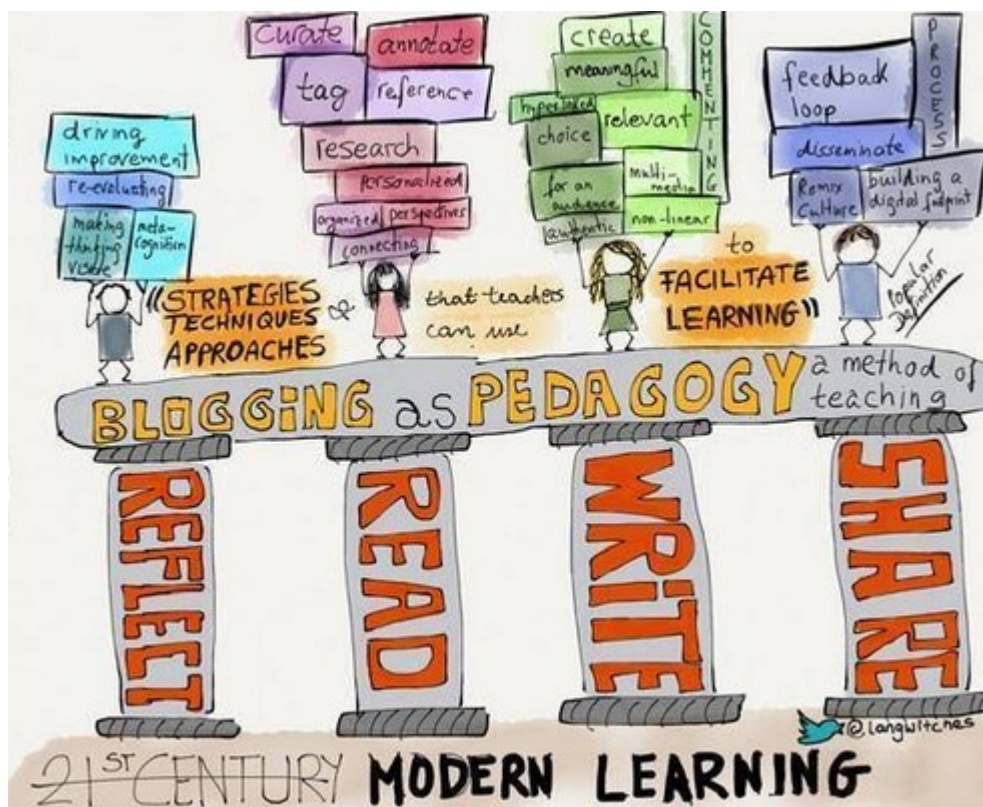 driving
improvement
re-evaluating
making
thinking
visible
meta-
cognition
curate
annotate
tag
reference
research
personalized
organized
perspectives
connecting
create
meaningful
hyperlinked
relevant
choice
for an
audience
multi-
media
authentic
non-linear
COMMENTING
feedback
loop
disseminate
Remix
Culture
building a
digital footprint
PROCESS
"STRATEGIES
TECHNIQUES
APPROACHES
that teachers
can use
to
FACILITATE
LEARNING"
Popular
Definition
BLOGGING as PEDAGOGY
a method of
teaching
REFLECT
READ
WRITE
SHARE
@langwitches
21ST CENTURY MODERN LEARNING